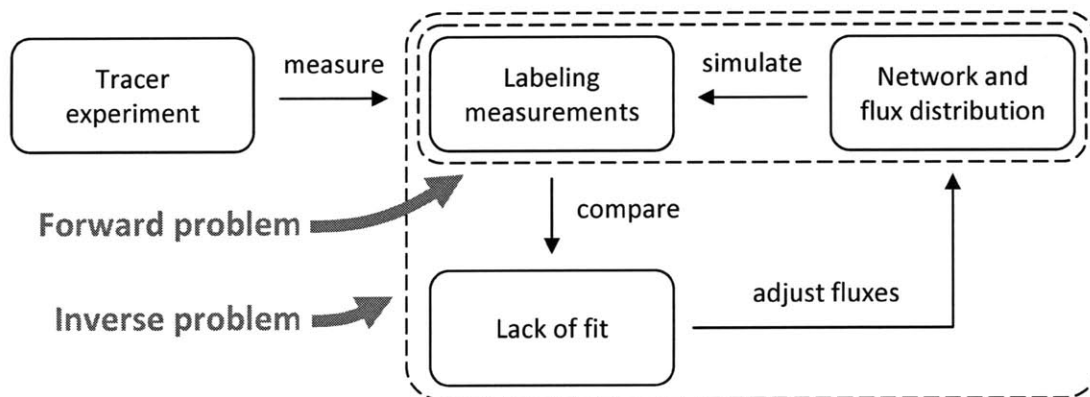 Tracer
experiment
measure
Labeling
measurements
simulate
Network and
flux distribution
Forward problem
compare
Inverse problem
Lack of fit
adjust fluxes